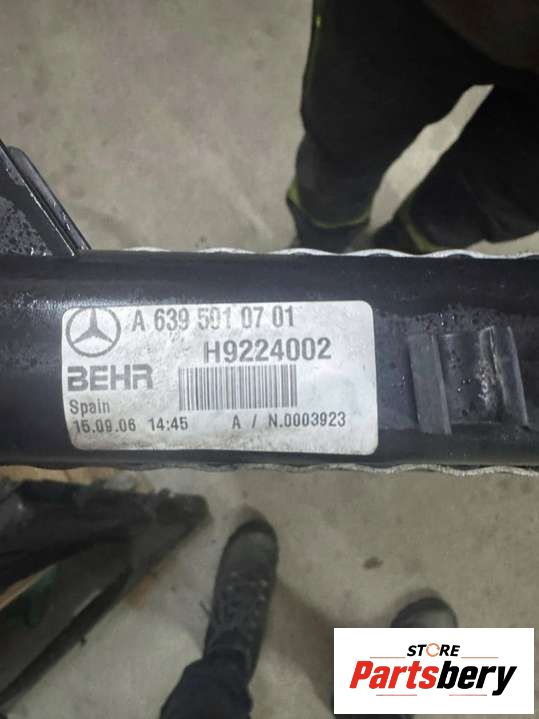 A 639 501 07 01
H9224002
BEHR
Spain
15.09.06 14:45 A / N.0003923
STORE
Partsbery